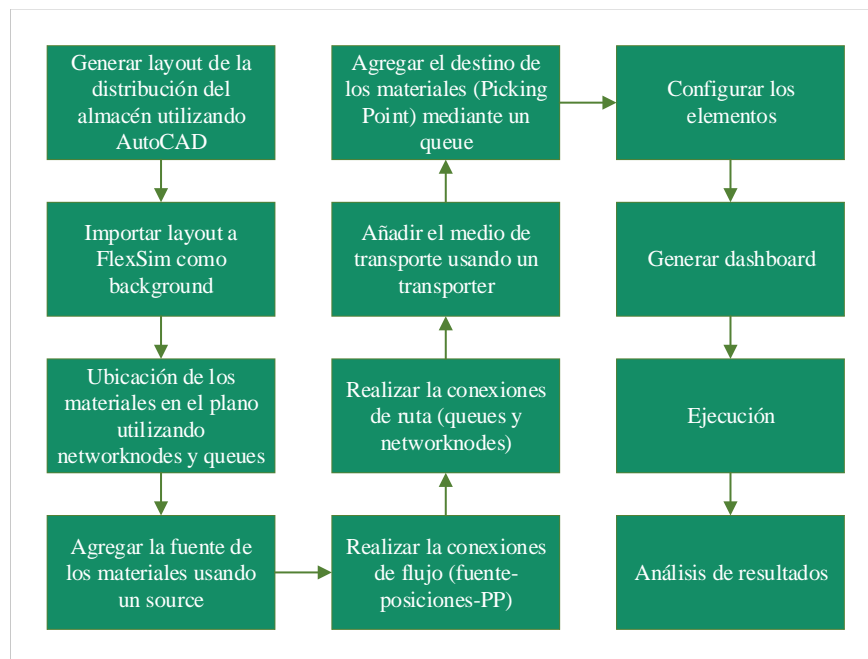 Generar layout de la
distribución del
almacén utilizando
AutoCAD
Importar layout a
FlexSim como
background
Ubicación de los
materiales en el plano
utilizando
networknodes y queues
Agregar la fuente de
los materiales usando
un source
Realizar la conexiones
de flujo (fuente-
posiciones-PP)
Realizar la conexiones
de ruta (queues y
networknodes)
Añadir el medio de
transporte usando un
transporter
Agregar el destino de
los materiales (Picking
Point) mediante un
queue
Configurar los
elementos
Generar dashboard
Ejecución
Análisis de resultados